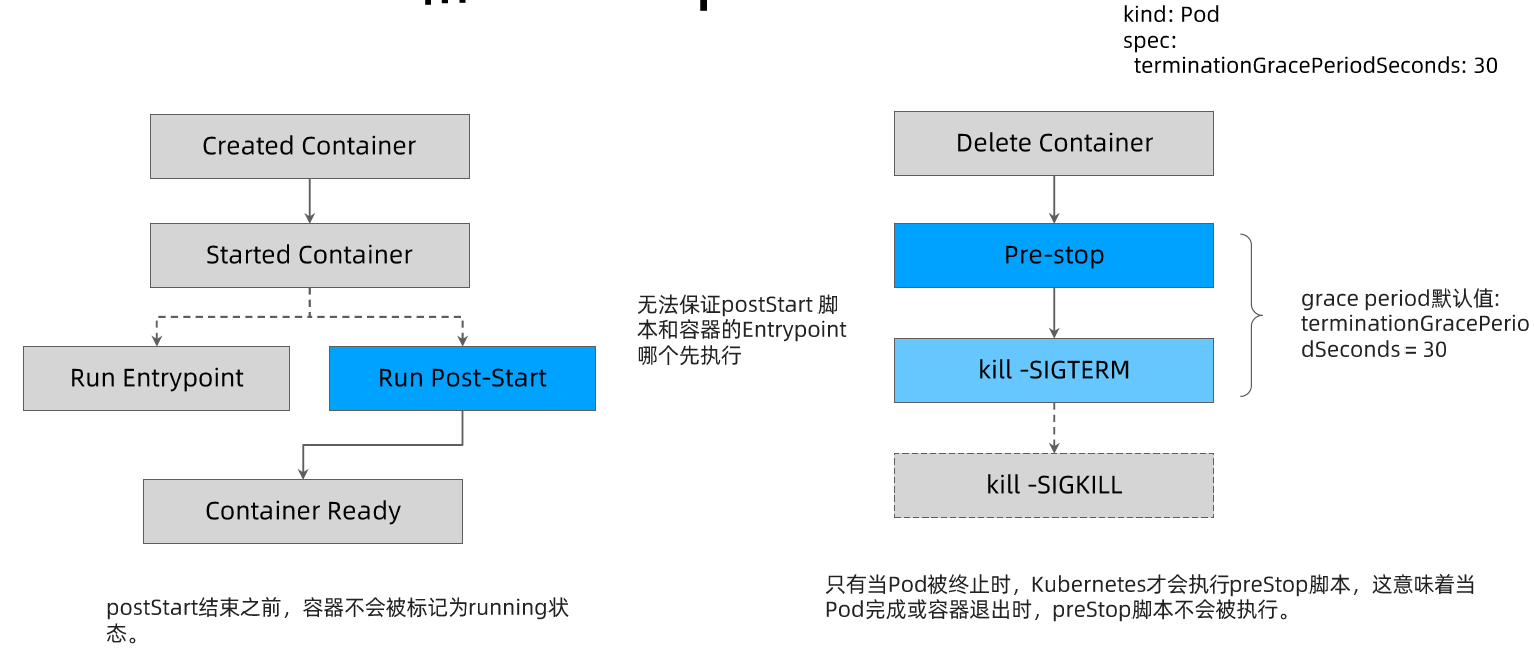 kind: Pod
spec:
terminationGracePeriodSeconds: 30
Created Container
Started Container
Run Entrypoint
Run Post-Start
Container Ready
无法保证postStart 脚
本和容器的Entrypoint
哪个先执行
postStart结束之前，容器不会被标记为running状
态。
Delete Container
Pre-stop
kill -SIGTERM
kill -SIGKILL
grace period默认值:
terminationGracePerio
dSeconds = 30
只有当Pod被终止时，Kubernetes才会执行preStop脚本，这意味着当
Pod完成或容器退出时，preStop脚本不会被执行。